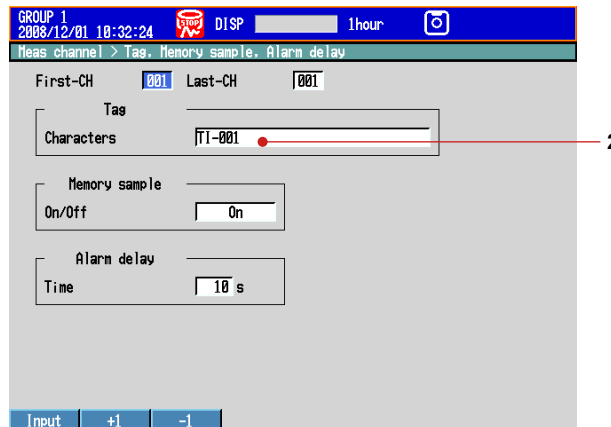 GROUP 1
2008/12/01 10:32:24 STOP DISP 1hour
Meas channel > Tag, Memory sample, Alarm delay
First-CH 001 Last-CH 001
Tag
Characters TI-001
2
Memory sample
On/Off On
Alarm delay
Time 10 s
Input +1 -1